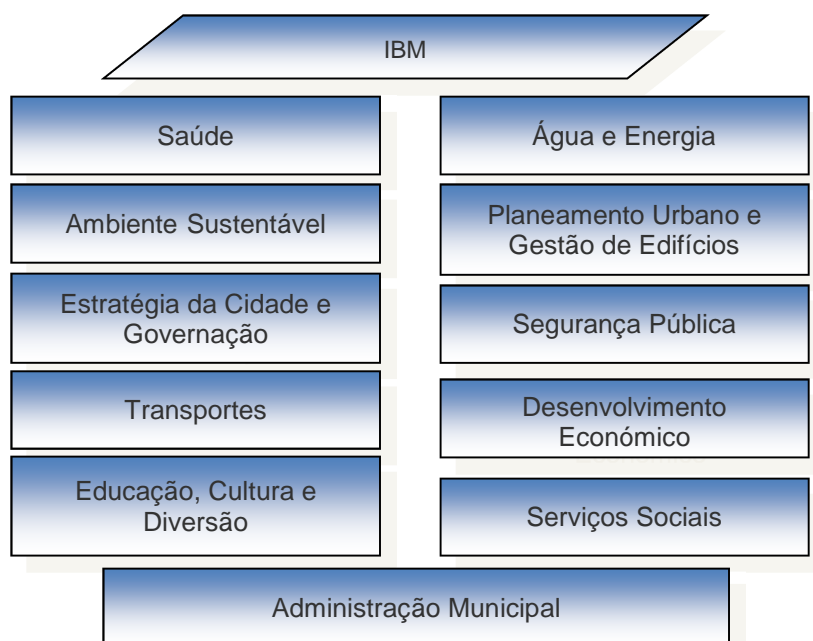 IBM
Saúde
Água e Energia
Ambiente Sustentável
Planeamento Urbano e
Gestão de Edifícios
Estratégia da Cidade e
Governação
Segurança Pública
Transportes
Desenvolvimento
Económico
Educação, Cultura e
Diversão
Serviços Sociais
Administração Municipal